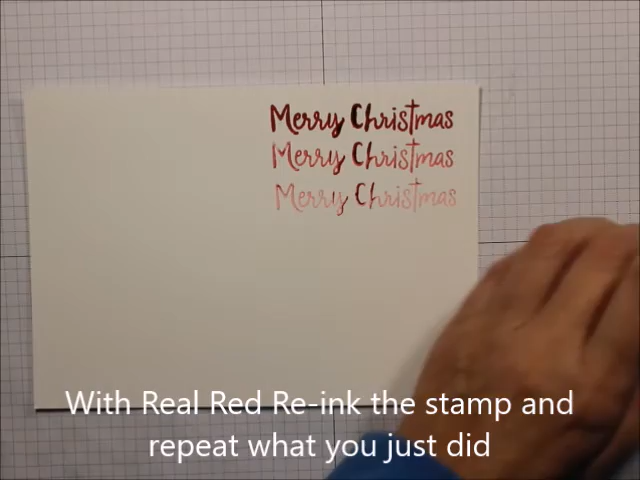 Merry Christmas
Merry Christmas
Merry Christmas
With Real Red Re-ink the stamp and
repeat what you just did